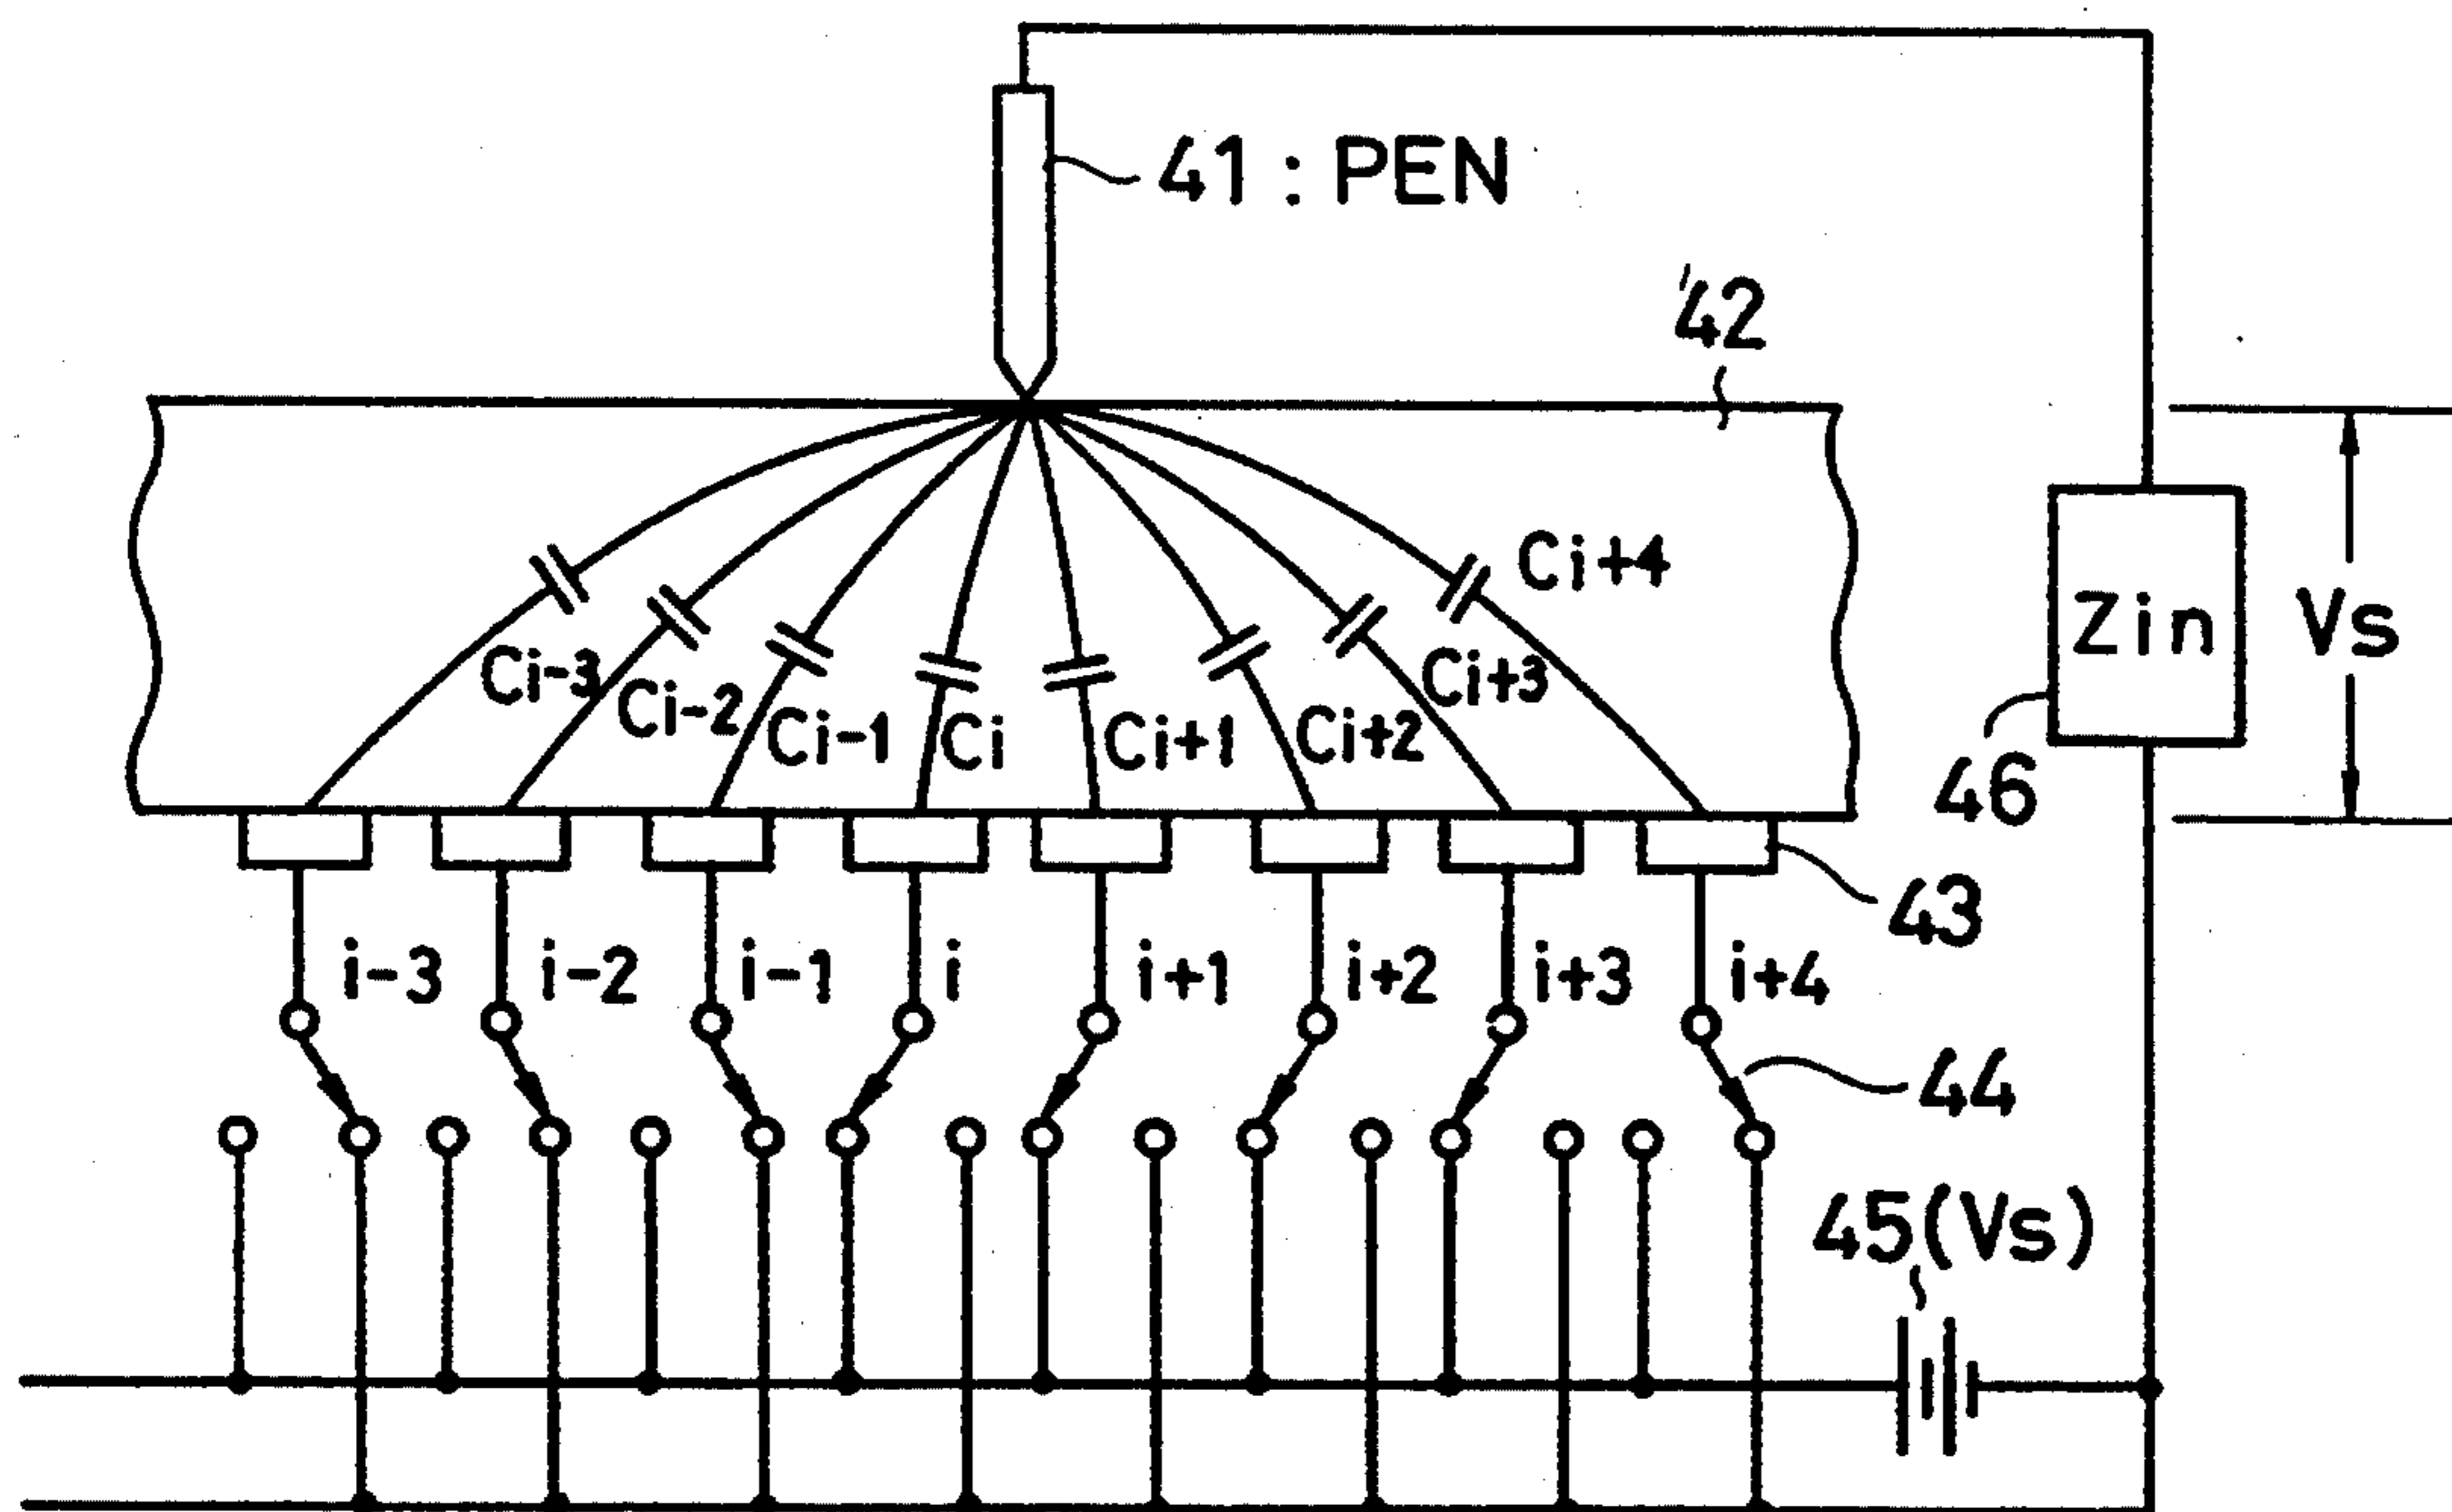 41 : PEN
42
Ci+4
Zin
Vs
Ci-3
Ci-2
Ci-1
Ci
Ci+1
Ci+2
Ci+3
46
43
i-3
i-2
i-1
i
i+1
i+2
i+3
i+4
44
45(Vs)